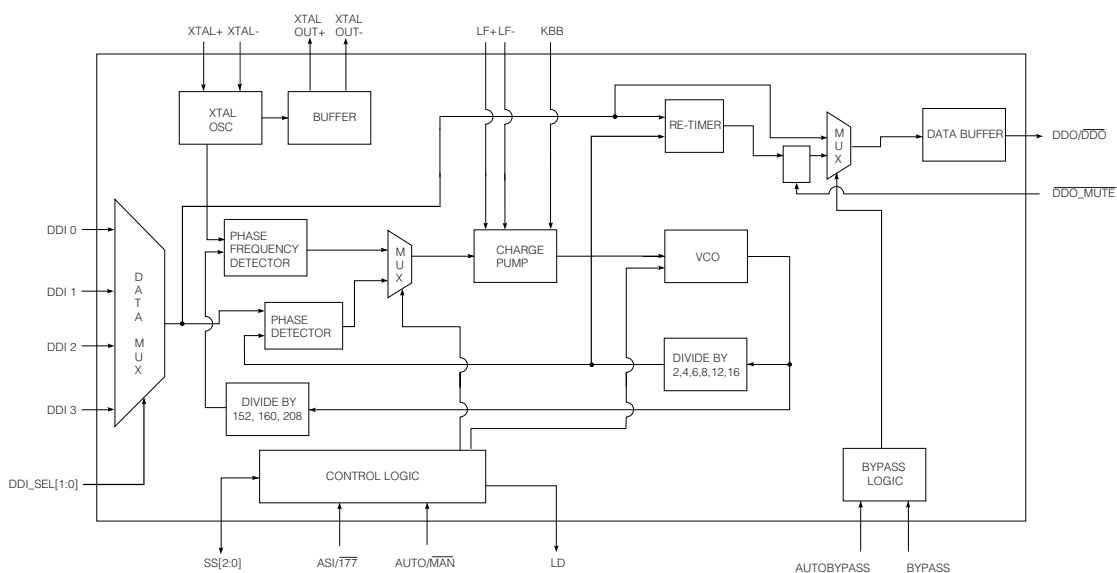 XTAL+ XTAL-
XTAL
OUT+
XTAL
OUT-
LF+ LF-
KBB
XTAL
OSC
BUFFER
RE-TIMER
MUX
DATA BUFFER
DDO/DDO
DDO_MUTE
DDI 0
DDI 1
DDI 2
DDI 3
DATA MUX
PHASE
FREQUENCY
DETECTOR
MUX
CHARGE
PUMP
VCO
PHASE
DETECTOR
DIVIDE BY
2,4,6,8,12,16
DIVIDE BY
152, 160, 208
DDI_SEL[1:0]
CONTROL LOGIC
BYPASS
LOGIC
SS[2:0]
ASI/177
AUTO/MAN
LD
AUTOBYPASS
BYPASS